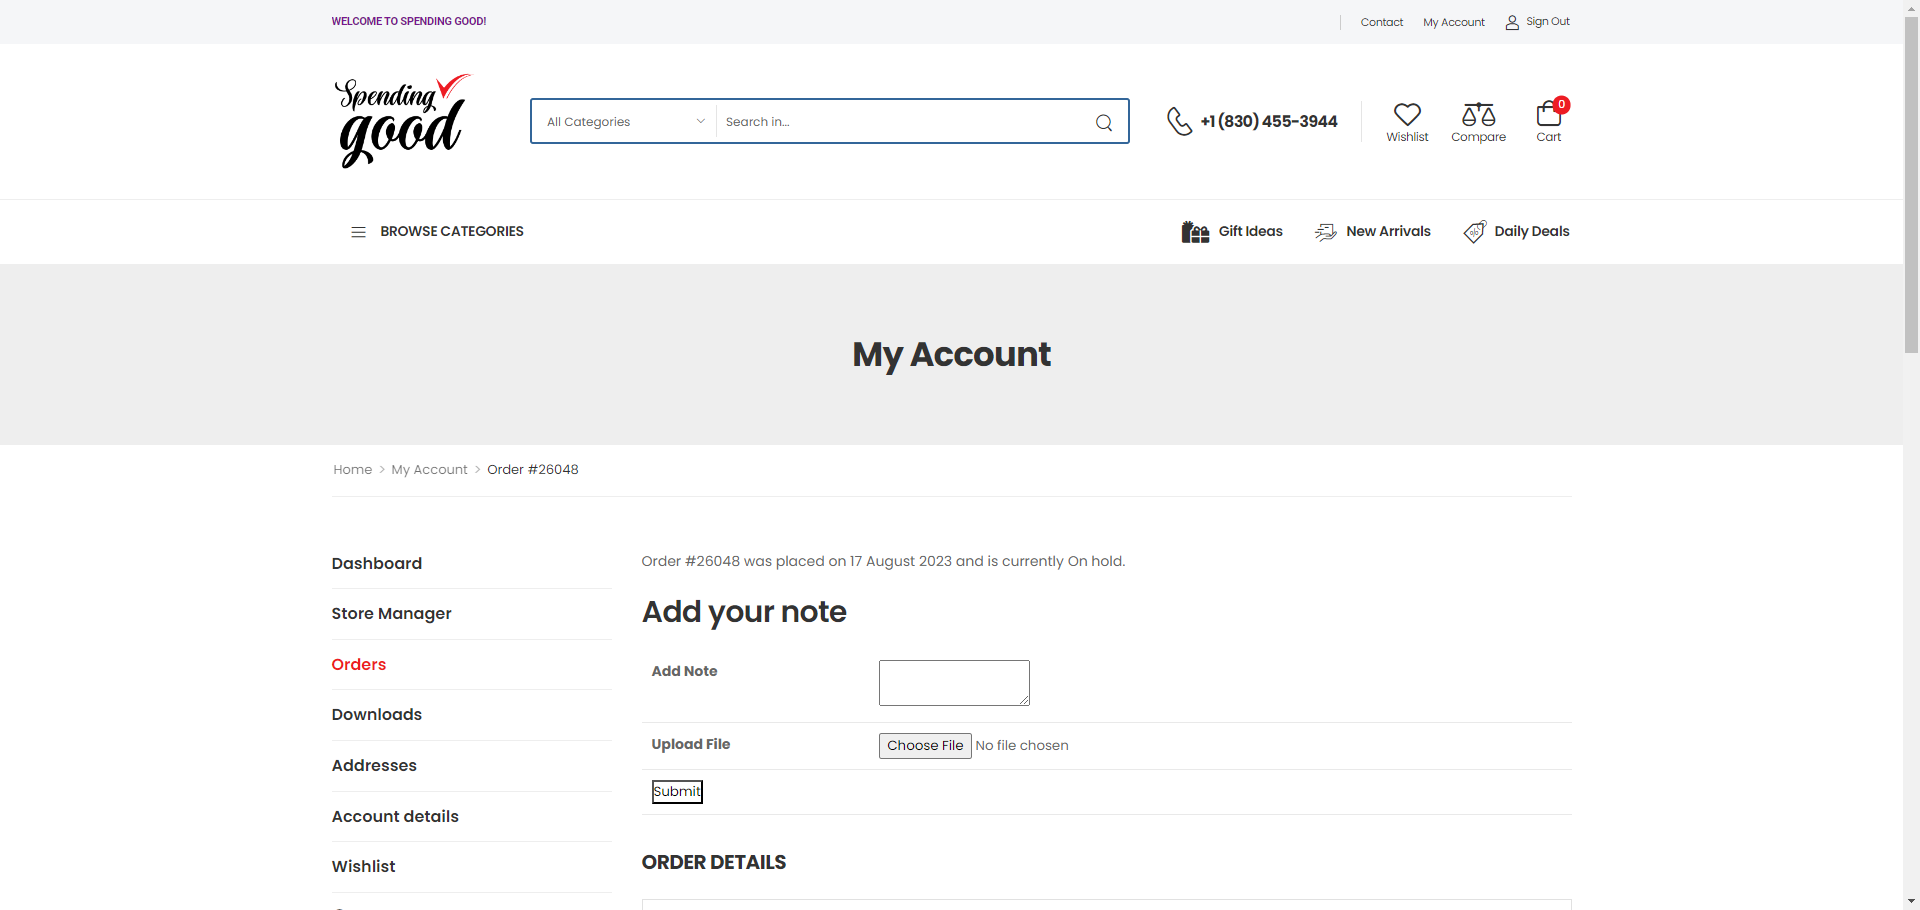 WELCOME TO SPENDING GOOD!
Contact
My Account
Sign Out
Spending
good
All Categories
Search in...
+1 (830) 455-3944
Wishlist
Compare
0
Cart
BROWSE CATEGORIES
Gift Ideas
New Arrivals
Daily Deals
My Account
Home > My Account > Order #26048
Dashboard
Store Manager
Orders
Downloads
Addresses
Account details
Wishlist
Order #26048 was placed on 17 August 2023 and is currently On hold.
Add your note
Add Note
Upload File
Choose File No file chosen
Submit
ORDER DETAILS